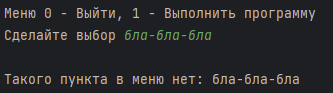 Меню 0 - Выйти, 1 - Выполнить программу
Сделайте выбор бла-бла-бла
Такого пункта в меню нет: бла-бла-бла